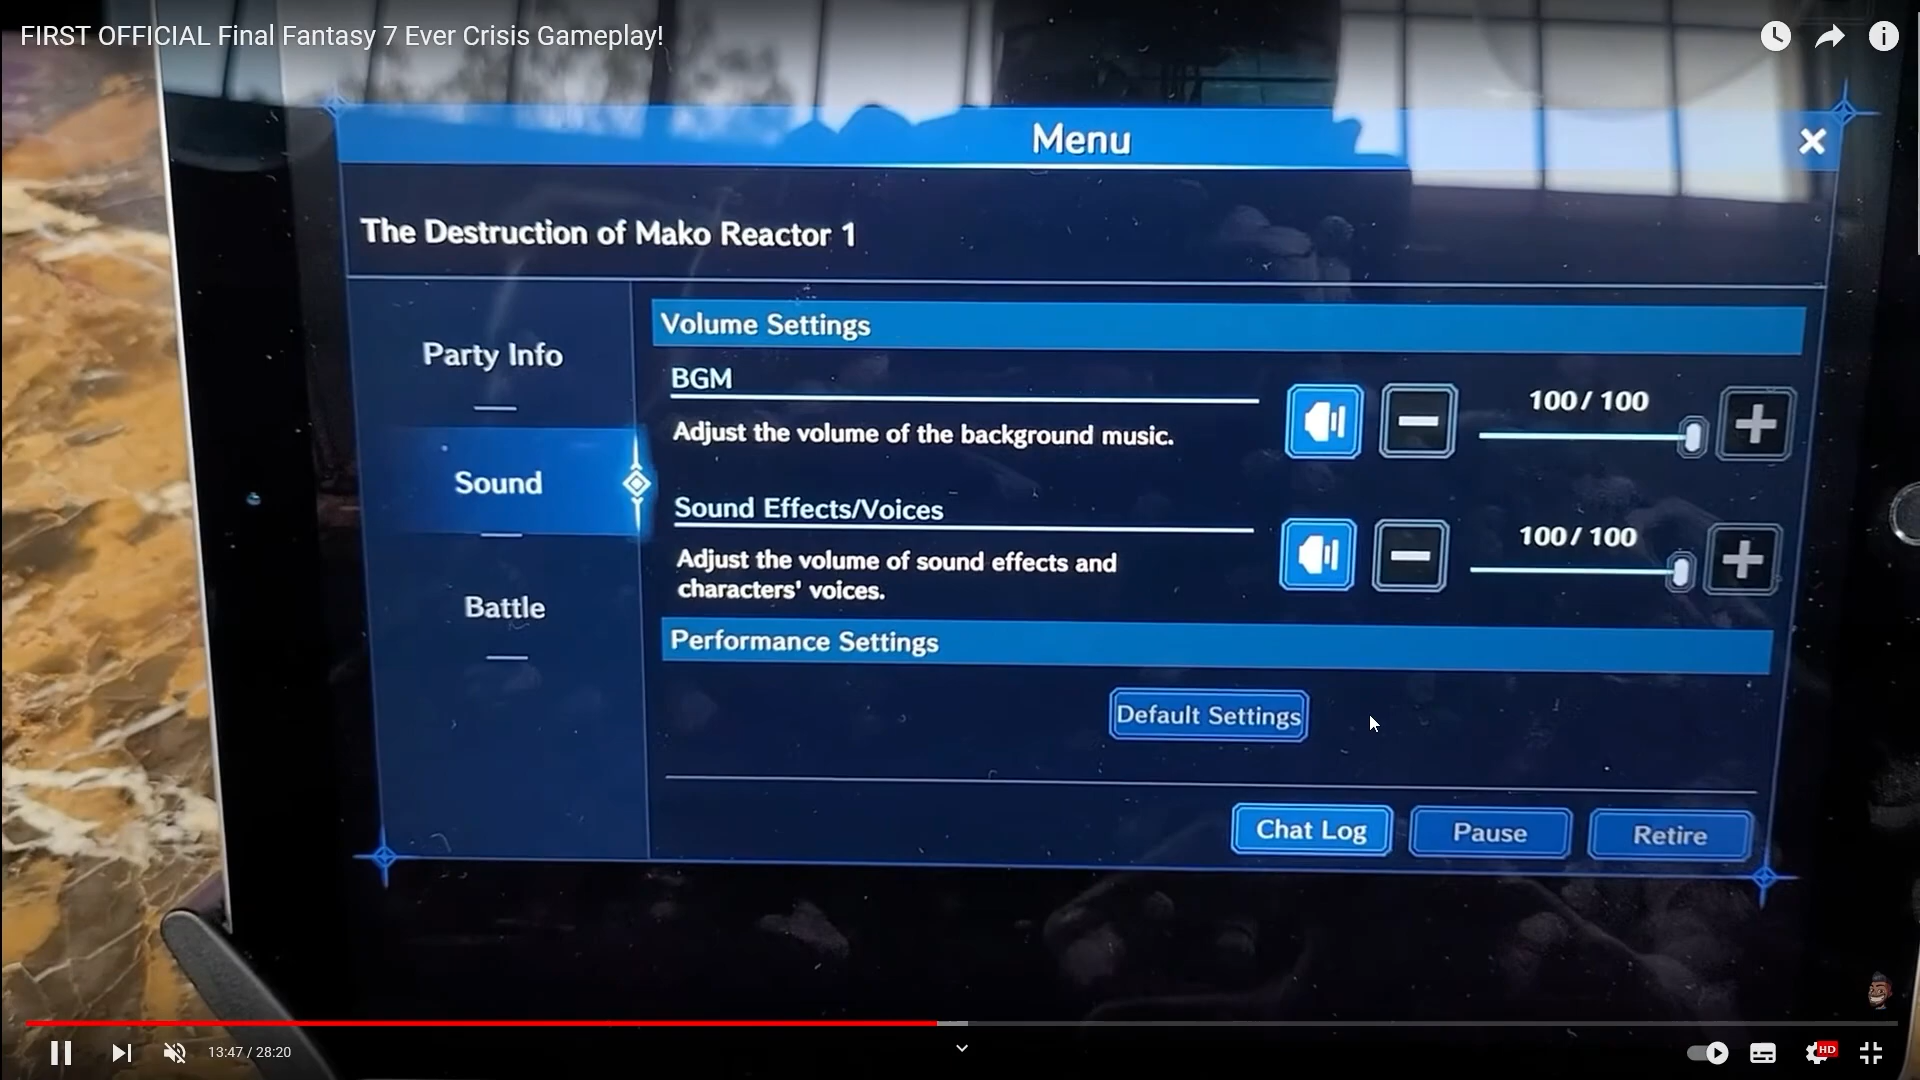 FIRST OFFICIAL Final Fantasy 7 Ever Crisis Gameplay!
Menu
The Destruction of Mako Reactor 1
Party Info
Sound
Battle
Volume Settings
BGM
100 / 100
Adjust the volume of the background music.
Sound Effects/Voices
100 / 100
Adjust the volume of sound effects and
characters' voices.
Performance Settings
Default Settings
Chat Log
Pause
Retire
13:47 / 28:20
HD